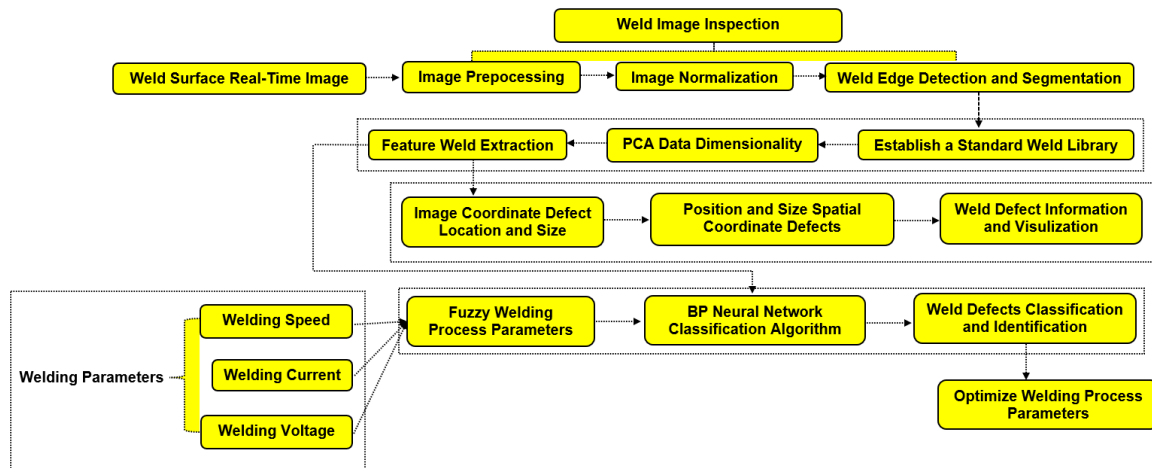 Weld Image Inspection
Weld Surface Real-Time Image
Image Prepocessing
Image Normalization
Weld Edge Detection and Segmentation
Feature Weld Extraction
PCA Data Dimensionality
Establish a Standard Weld Library
Image Coordinate Defect
Location and Size
Position and Size Spatial
Coordinate Defects
Weld Defect Information
and Visulization
Welding Parameters
Welding Speed
Welding Current
Welding Voltage
Fuzzy Welding
Process Parameters
BP Neural Network
Classification Algorithm
Weld Defects Classification
and Identification
Optimize Welding Process
Parameters